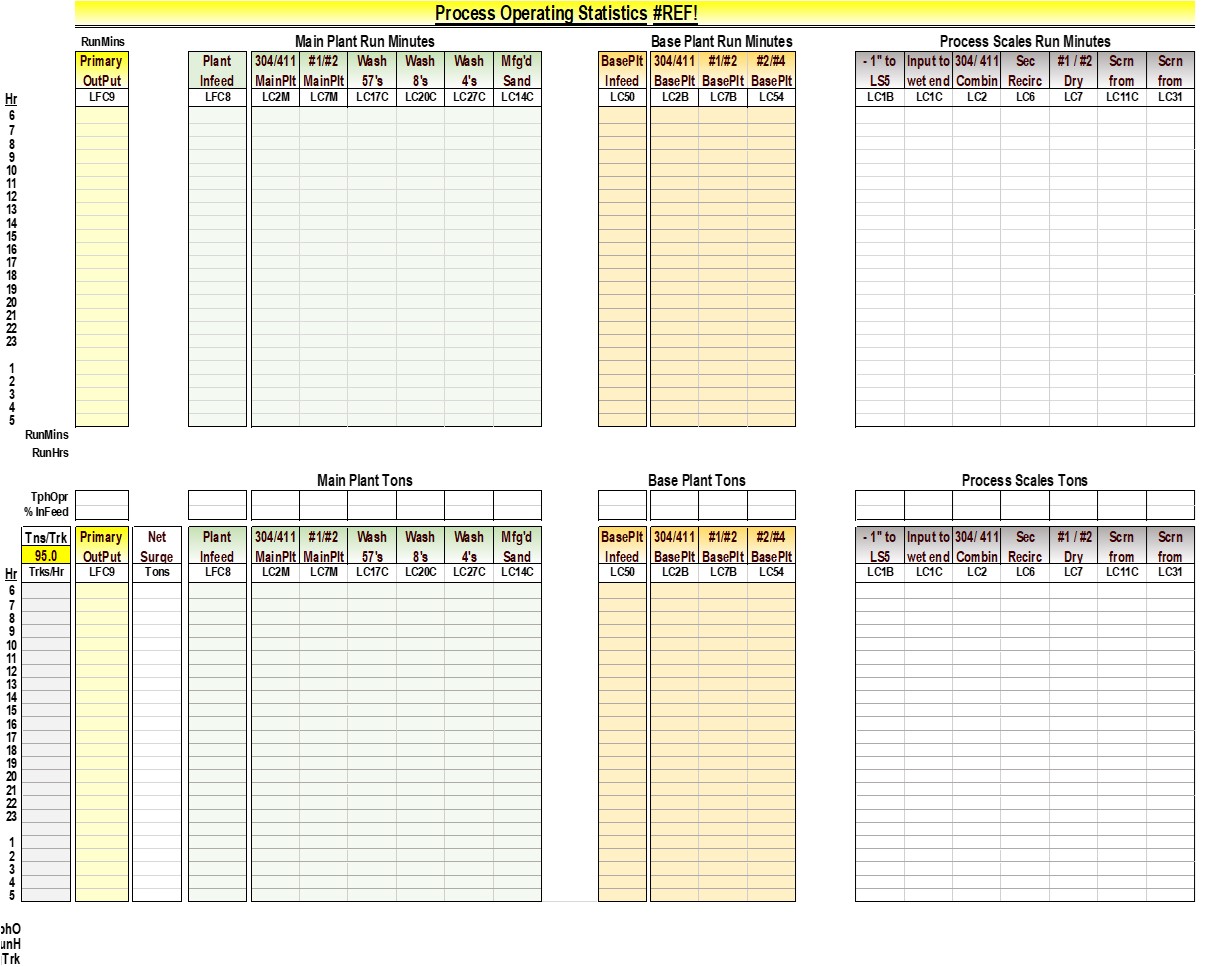 Process Operating Statistics #REF!
RunMins Main Plant Run Minutes Base Plant Run Minutes Process Scales Run Minutes
Primary Plant 304/411 #1/#2 Wash Wash Wash Mfg'd BasePlt 304/411 #1/#2 #2/#4 - 1" to Input to 304/ 411 Sec #1 / #2 Scrn Scrn
OutPut Infeed MainPlt MainPlt 57's 8's 4's Sand Infeed BasePlt BasePlt BasePlt LS5 wet end Combin Recirc Dry from from
Hr LFC9 LFC8 LC2M LC7M LC17C LC20C LC27C LC14C LC50 LC2B LC7B LC54 LC1B LC1C LC2 LC6 LC7 LC11C LC31
6
7
8
9
10
11
12
13
14
15
16
17
18
19
20
21
22
23
1
2
3
4
5
RunMins
RunHrs
Main Plant Tons Base Plant Tons Process Scales Tons
TphOpr
% InFeed
Tns/Trk Primary Net Plant 304/411 #1/#2 Wash Wash Wash Mfg'd BasePlt 304/411 #1/#2 #2/#4 - 1" to Input to 304/ 411 Sec #1 / #2 Scrn Scrn
95.0 OutPut Surge Infeed MainPlt MainPlt 57's 8's 4's Sand Infeed BasePlt BasePlt BasePlt LS5 wet end Combin Recirc Dry from from
Hr Trks/Hr LFC9 Tons LFC8 LC2M LC7M LC17C LC20C LC27C LC14C LC50 LC2B LC7B LC54 LC1B LC1C LC2 LC6 LC7 LC11C LC31
6
7
8
9
10
11
12
13
14
15
16
17
18
19
20
21
22
23
1
2
3
4
5
phO
unH
Trk